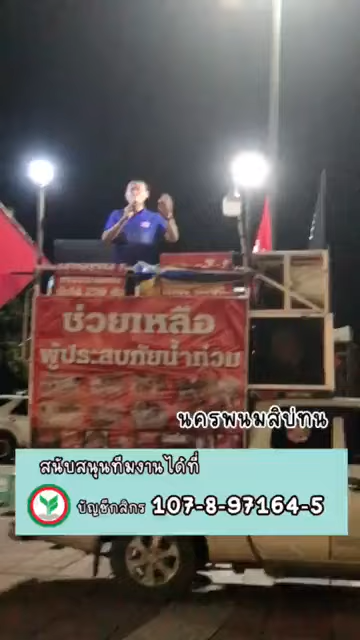 ช่วยเหลือ
ผู้ประสบภัยน้ำท่วม
นครพนมสิปทน
สนับสนุนทีมงานได้ที่
บัญชีกสิกร 107-8-97164-5